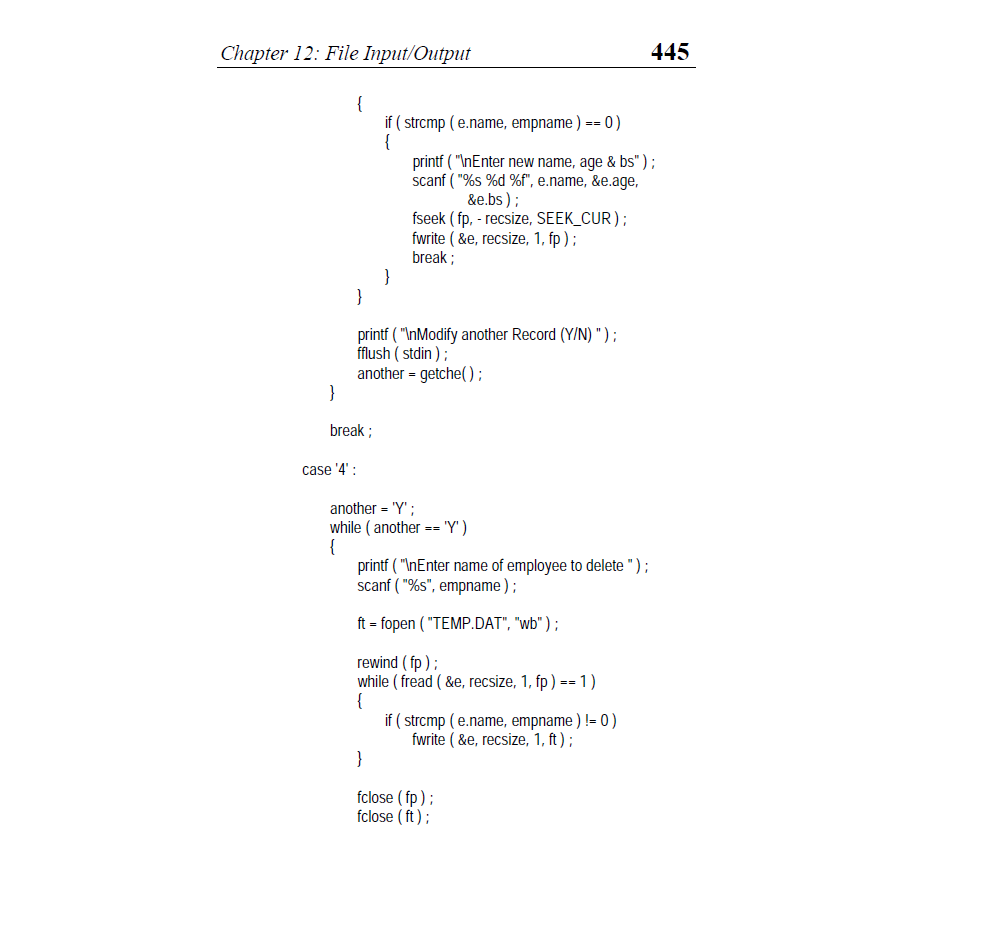 Chapter 12: File Input/Output 445
{
if ( strcmp ( e.name, empname ) == 0 )
{
printf ( "\nEnter new name, age & bs" ) ;
scanf ( "%s %d %f", e.name, &e.age,
&e.bs ) ;
fseek ( fp, - recsize, SEEK_CUR ) ;
fwrite ( &e, recsize, 1, fp ) ;
break ;
}
}
printf ( "\nModify another Record (Y/N) " ) ;
fflush ( stdin ) ;
another = getche( ) ;
}
break ;
case '4' :
another = 'Y' ;
while ( another == 'Y' )
{
printf ( "\nEnter name of employee to delete " ) ;
scanf ( "%s", empname ) ;
ft = fopen ( "TEMP.DAT", "wb" ) ;
rewind ( fp ) ;
while ( fread ( &e, recsize, 1, fp ) == 1 )
{
if ( strcmp ( e.name, empname ) != 0 )
fwrite ( &e, recsize, 1, ft ) ;
}
fclose ( fp ) ;
fclose ( ft ) ;